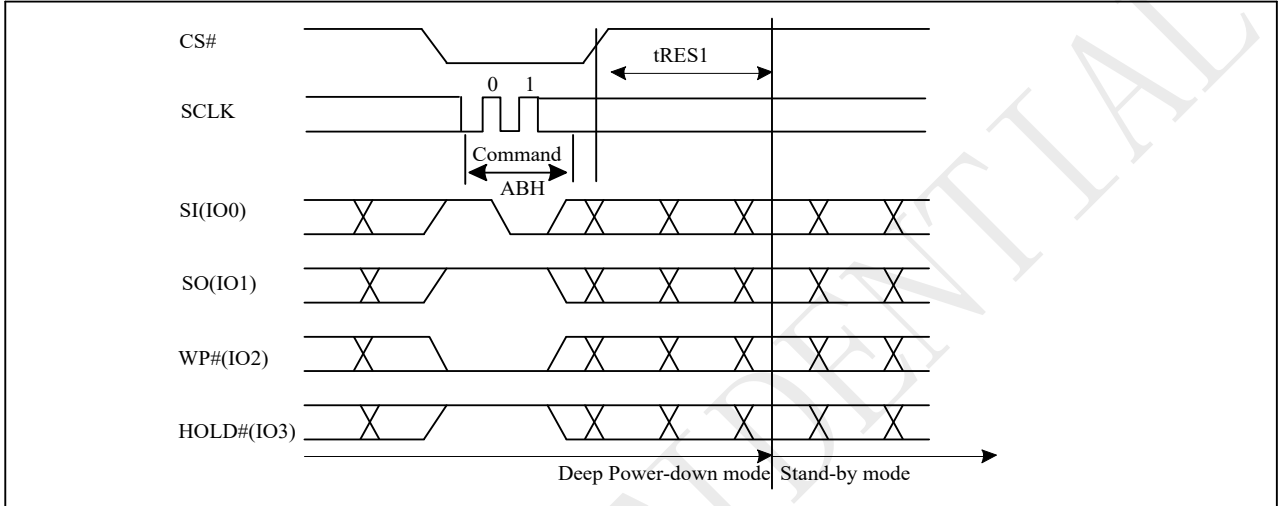 CS#
tRES1
0 1
SCLK
Command
ABH
SI(IO0)
SO(IO1)
WP#(IO2)
HOLD#(IO3)
Deep Power-down mode Stand-by mode
DENTIAL